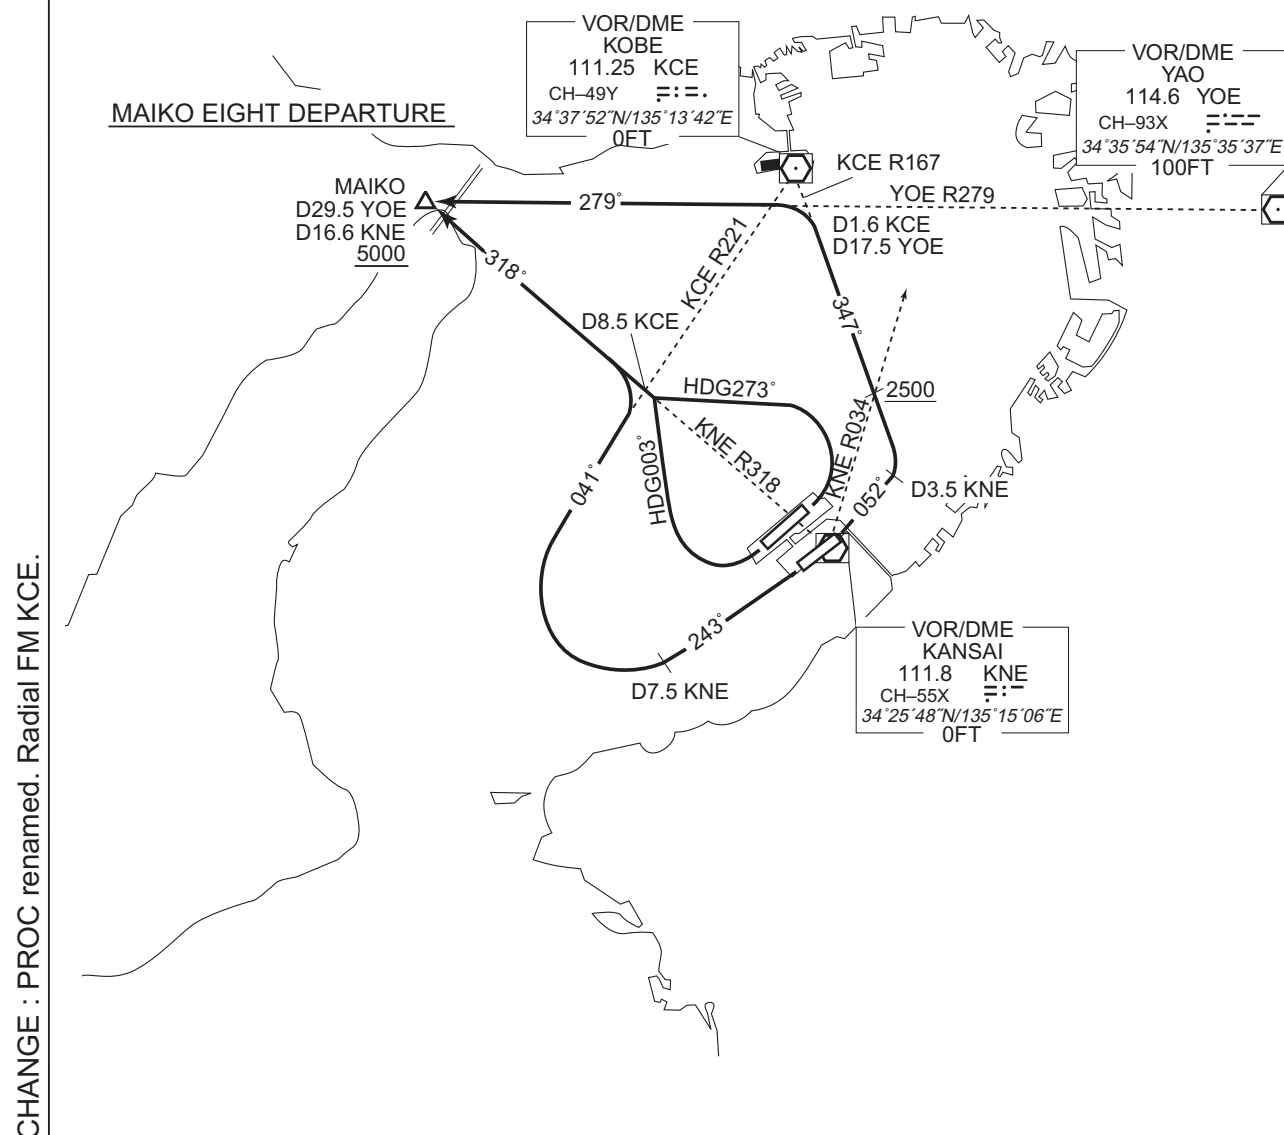 VOR/DME
KOBE
111.25 KCE
CH–49Y
34°37´52˝N/135°13´42˝E
0FT
VOR/DME
YAO
114.6 YOE
CH–93X
34°35´54˝N/135°35´37˝E
100FT
MAIKO EIGHT DEPARTURE
KCE R167
YOE R279
MAIKO
D29.5 YOE
D16.6 KNE
5000
279°
D1.6 KCE
D17.5 YOE
KCE R221
318°
347°
D8.5 KCE
HDG273°
2500
KNE R034
KNE R318
HDG003°
041°
052°
D3.5 KNE
243°
D7.5 KNE
VOR/DME
KANSAI
111.8 KNE
CH–55X
34°25´48˝N/135°15´06˝E
0FT
CHANGE : PROC renamed. Radial FM KCE.